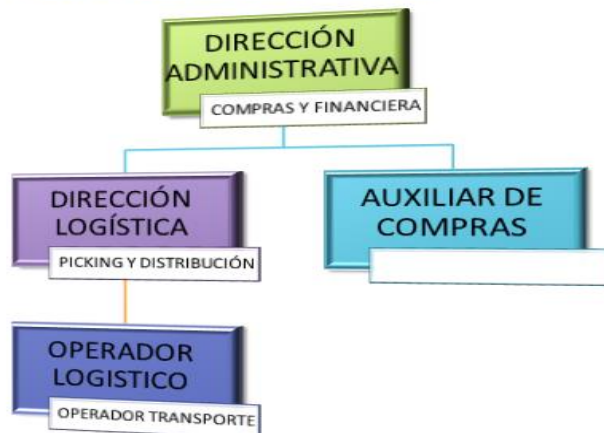 DIRECCIÓN
ADMINISTRATIVA
COMPRAS Y FINANCIERA
DIRECCIÓN
LOGÍSTICA
PICKING Y DISTRIBUCIÓN
AUXILIAR DE
COMPRAS
OPERADOR
LOGISTICO
OPERADOR TRANSPORTE